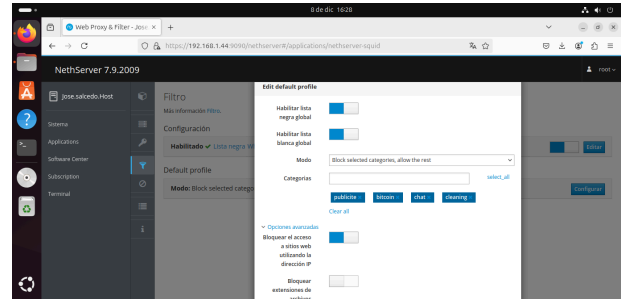 8 de dic 16:28
Web Proxy & Filter - Jose
https://192.168.1.44:9090/nethserver#/applications/nethserver-squid
NethServer 7.9.2009
root
jose.salcedo.Host
Sistema
Applications
Software Center
Subscription
Terminal
Filtro
Más información Filtro.
Configuración
Habilitado Lista negra W
Editar
Default profile
Modo: Block selected catego
Configurar
Edit default profile
Habilitar lista
negra global
Habilitar lista
blanca global
Modo
Block selected categories, allow the rest
Categorias
select_all
publicite
bitcoin
chat
cleaning
Clear all
Opciones avanzadas
Bloquear el acceso
a sitios web
utilizando la
dirección IP
Bloquear
extensiones de
archivos